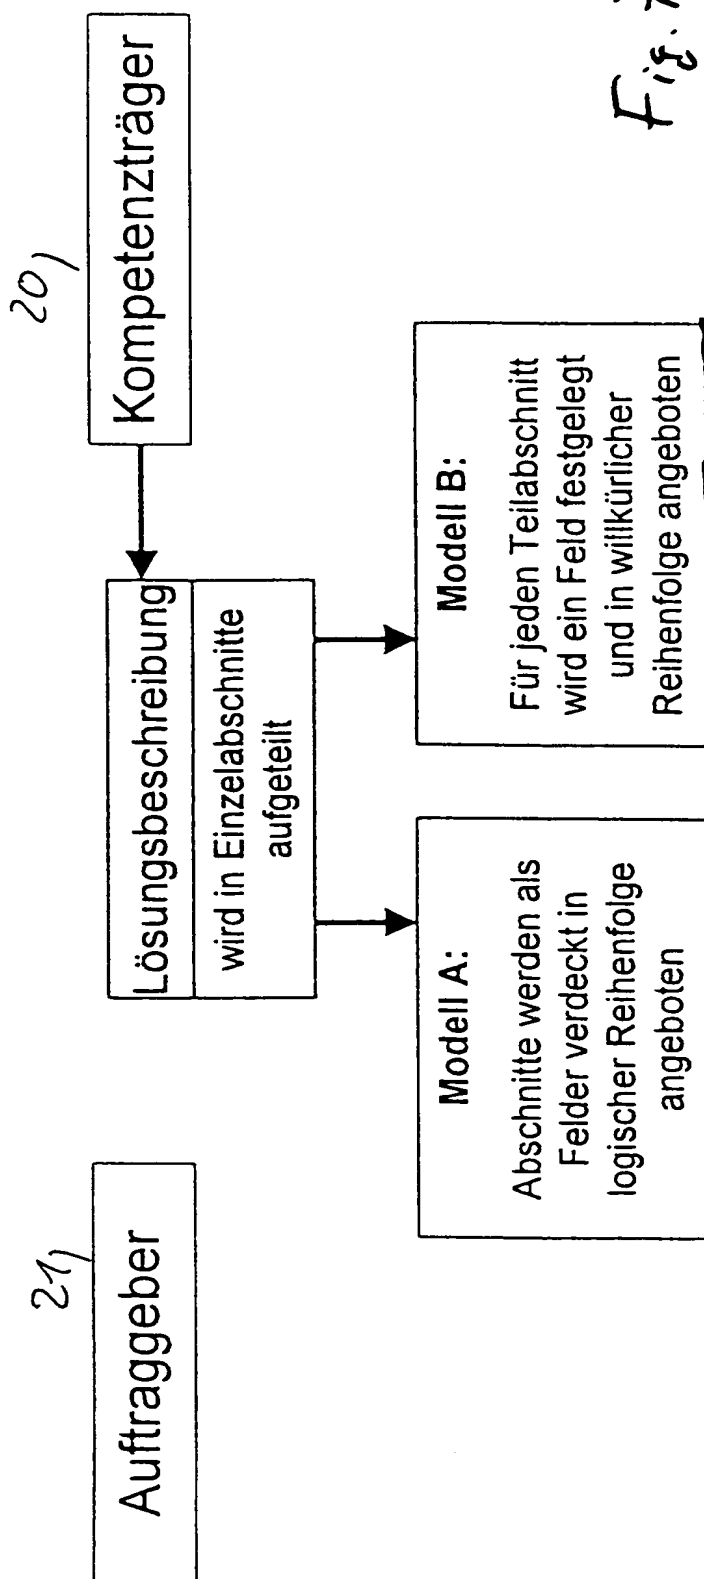 21
Auftraggeber
20
Kompetenzträger
Lösungsbeschreibung
wird in Einzelabschnitte
aufgeteilt
Modell A:
Abschnitte werden als
Felder verdeckt in
logischer Reihenfolge
angeboten
Modell B:
Für jeden Teilabschnitt
wird ein Feld festgelegt
und in willkürlicher
Reihenfolge angeboten
Fig.